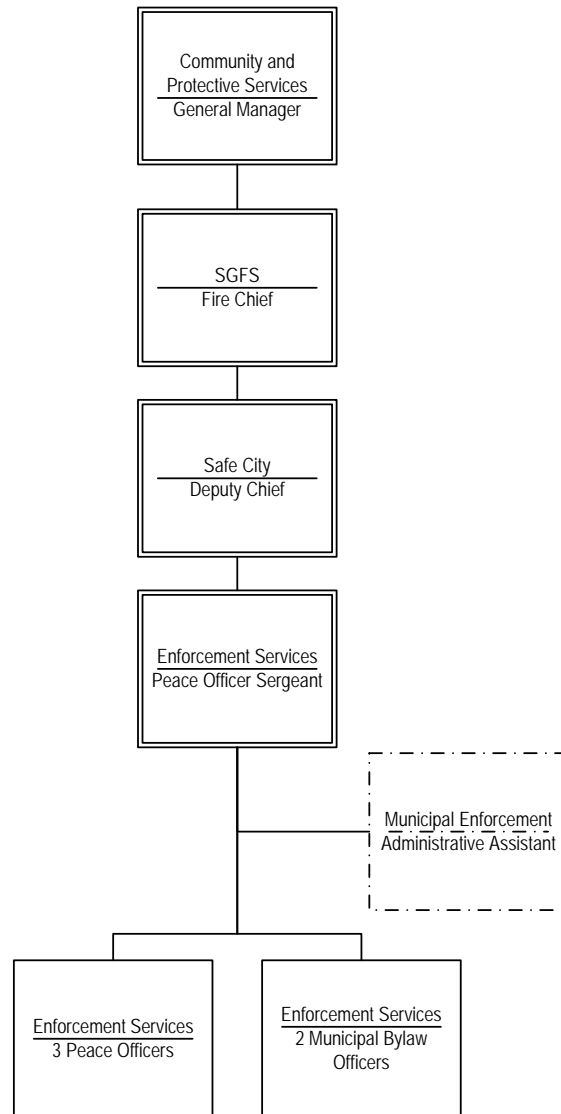 Community and
Protective Services
General Manager
SGFS
Fire Chief
Safe City
Deputy Chief
Enforcement Services
Peace Officer Sergeant
Municipal Enforcement
Administrative Assistant
Enforcement Services
3 Peace Officers
Enforcement Services
2 Municipal Bylaw
Officers